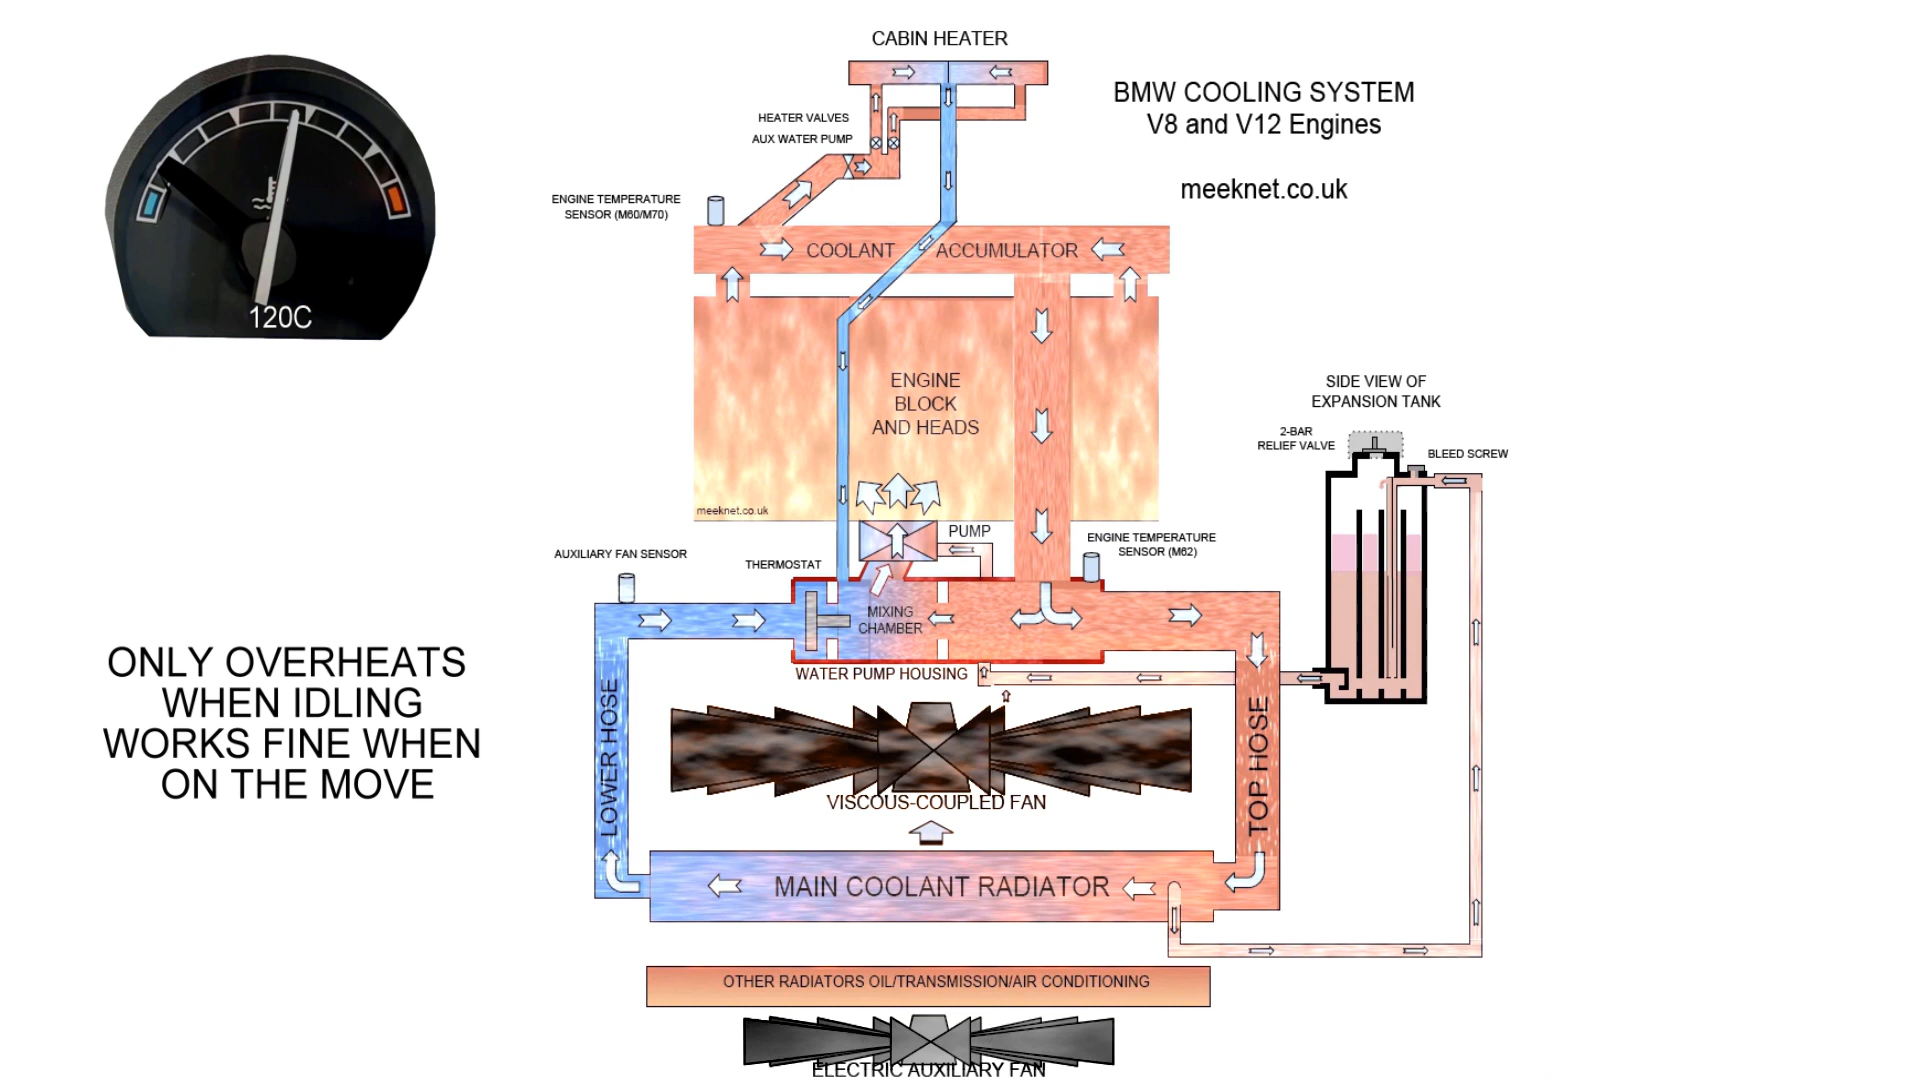 CABIN HEATER
BMW COOLING SYSTEM
V8 and V12 Engines
meeknet.co.uk
HEATER VALVES
AUX WATER PUMP
ENGINE TEMPERATURE
SENSOR (M60/M70)
COOLANT ACCUMULATOR
120C
ENGINE
BLOCK
AND HEADS
SIDE VIEW OF
EXPANSION TANK
2-BAR
RELIEF VALVE
BLEED SCREW
meeknet.co.uk
PUMP
ENGINE TEMPERATURE
SENSOR (M62)
AUXILIARY FAN SENSOR
THERMOSTAT
MIXING
CHAMBER
WATER PUMP HOUSING
ONLY OVERHEATS
WHEN IDLING
WORKS FINE WHEN
ON THE MOVE
LOWER HOSE
TOP HOSE
VISCOUS-COUPLED FAN
MAIN COOLANT RADIATOR
OTHER RADIATORS OIL/TRANSMISSION/AIR CONDITIONING
ELECTRIC AUXILIARY FAN